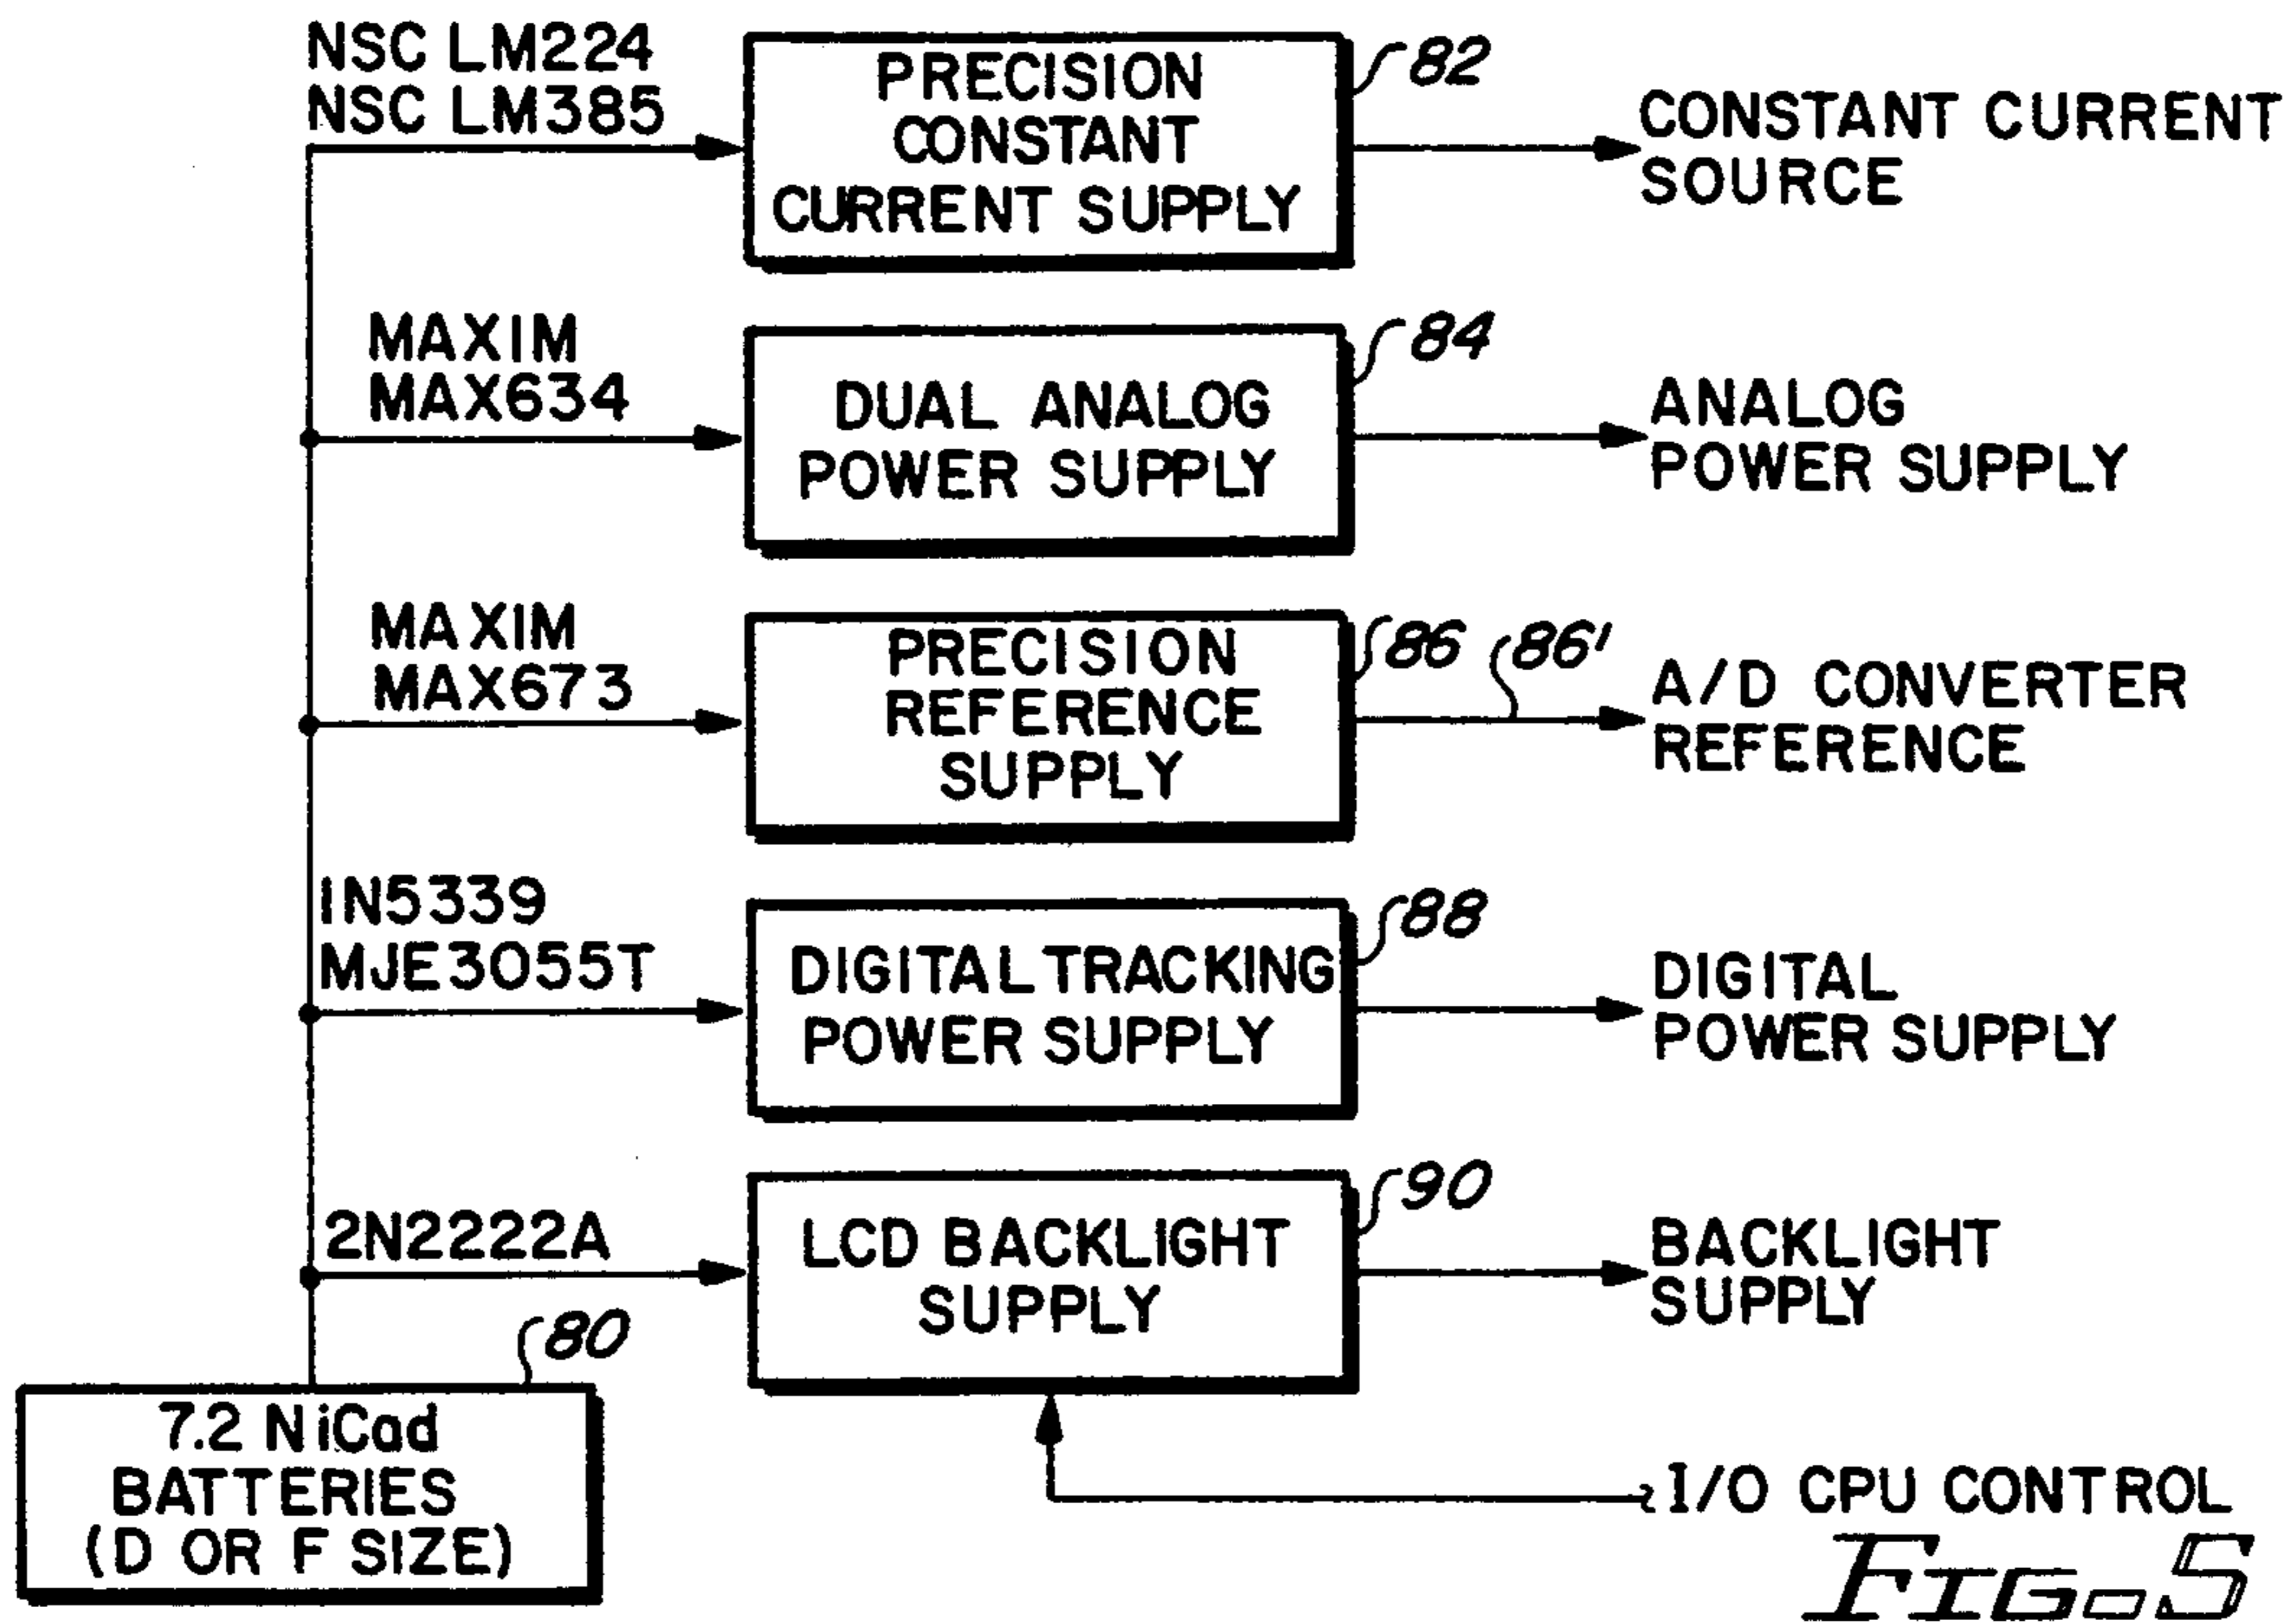 NSC LM224
NSC LM385
PRECISION
CONSTANT
CURRENT SUPPLY
82
CONSTANT CURRENT
SOURCE
MAXIM
MAX634
DUAL ANALOG
POWER SUPPLY
84
ANALOG
POWER SUPPLY
MAXIM
MAX673
PRECISION
REFERENCE
SUPPLY
86
86'
A/D CONVERTER
REFERENCE
1N5339
MJE3055T
DIGITAL TRACKING
POWER SUPPLY
88
DIGITAL
POWER SUPPLY
2N2222A
LCD BACKLIGHT
SUPPLY
90
BACKLIGHT
SUPPLY
80
7.2 NiCad
BATTERIES
(D OR F SIZE)
I/O CPU CONTROL
FIG. 5